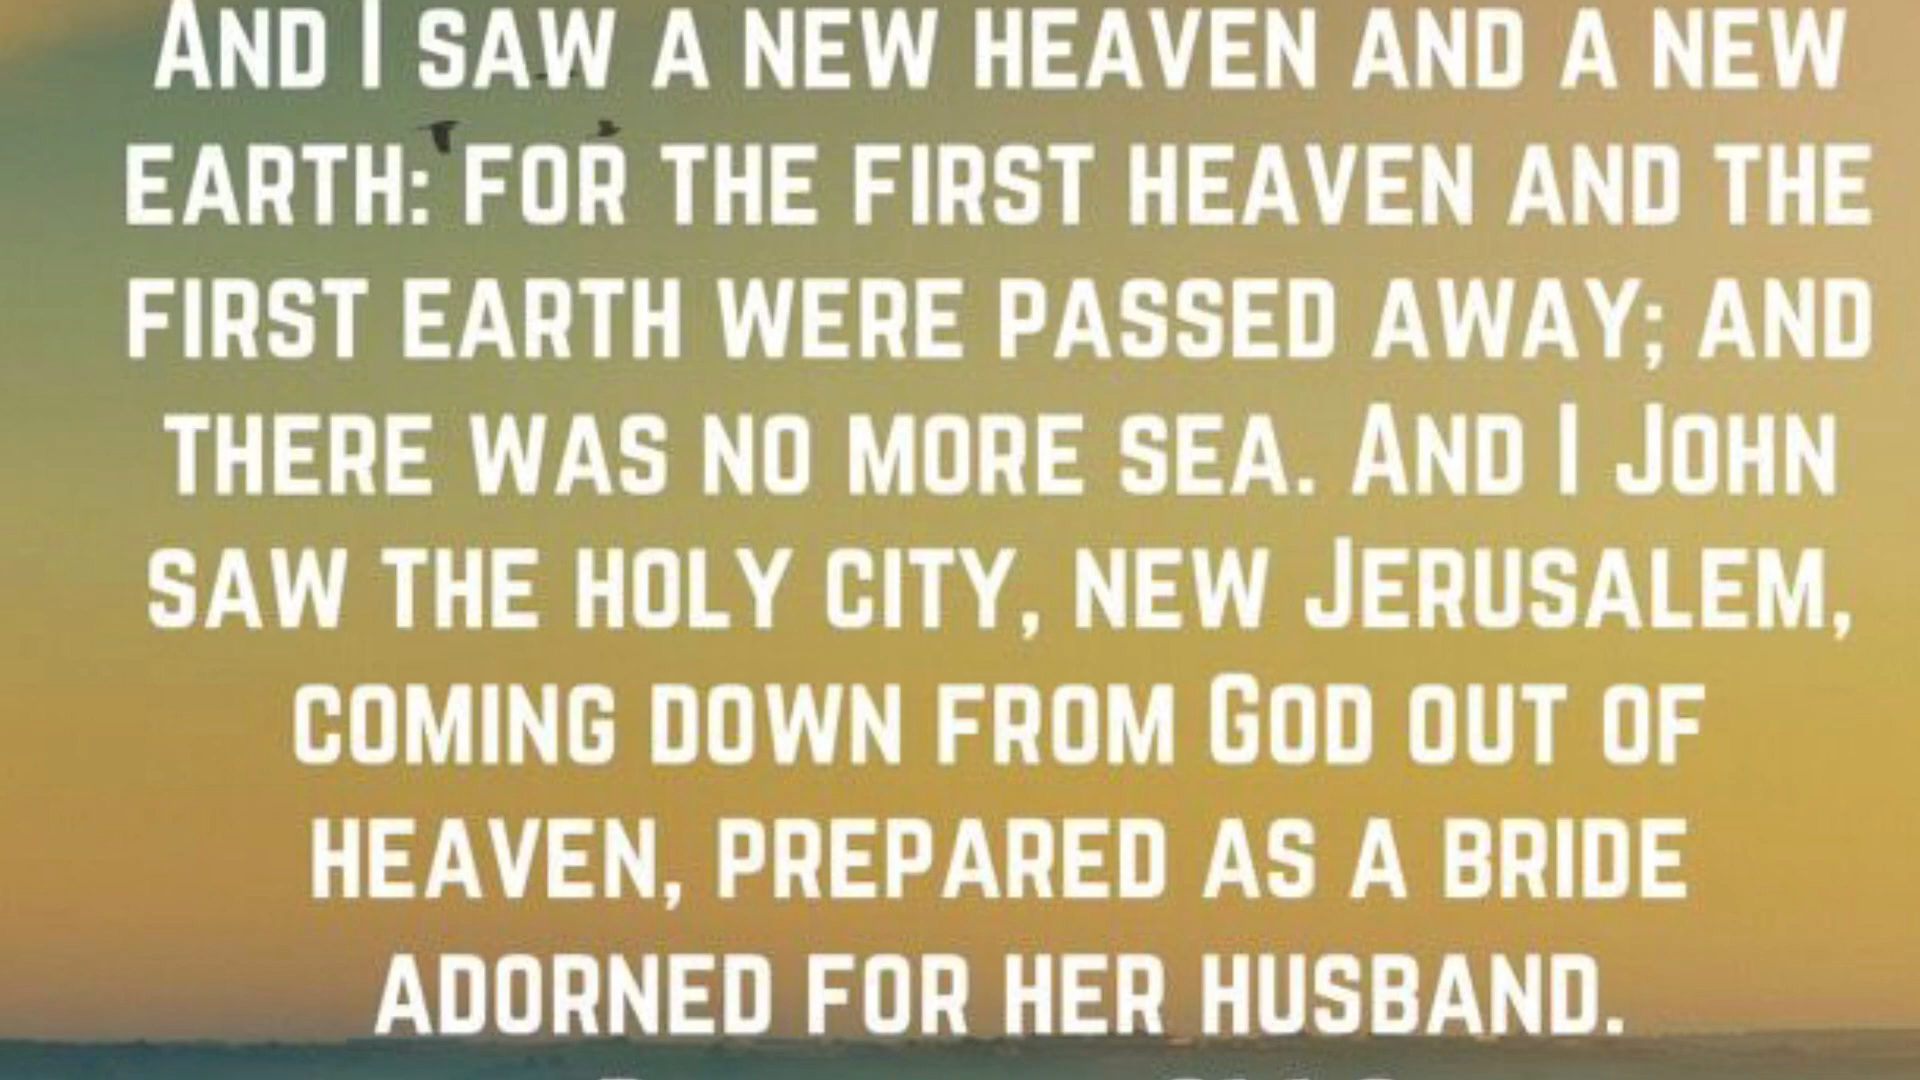 And I saw a new heaven and a new
earth: for the first heaven and the
first earth were passed away; and
there was no more sea. And I John
saw the holy city, new Jerusalem,
coming down from God out of
heaven, prepared as a bride
adorned for her husband.